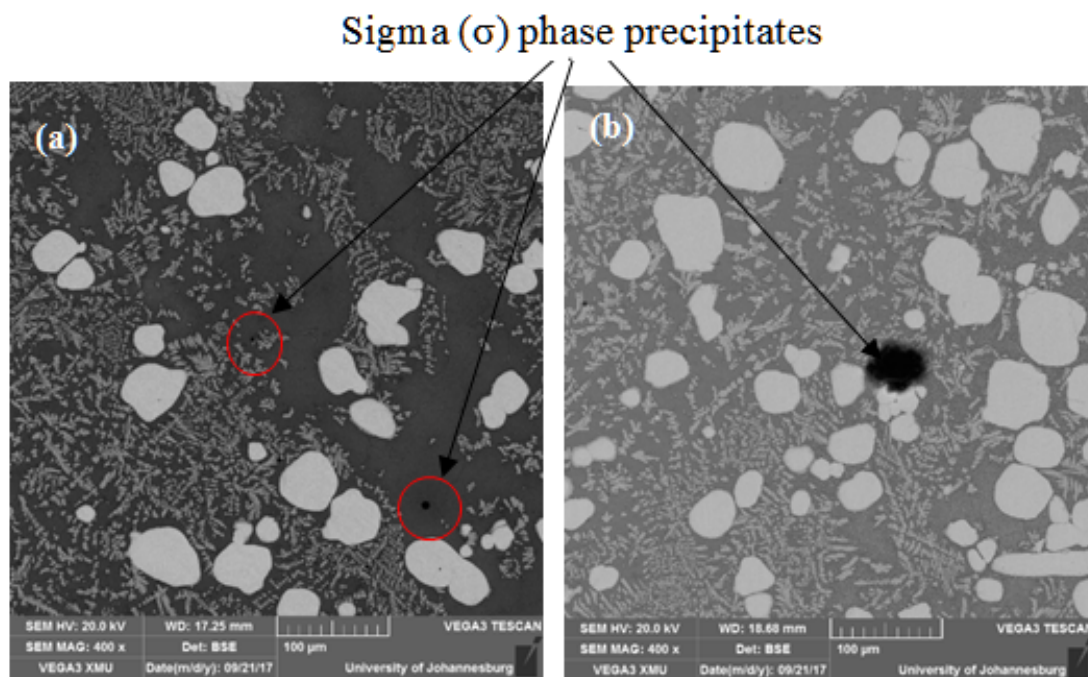 Sigma (σ) phase precipitates
(a)
(b)
SEM HV: 20.0 kV WD: 17.25 mm VEGA3 TESCAN
SEM MAG: 400 x Det: BSE 100 µm
VEGA3 XMU Date(m/d/y): 09/21/17 University of Johannesburg
SEM HV: 20.0 kV WD: 18.68 mm VEGA3 TESCAN
SEM MAG: 400 x Det: BSE 100 µm
VEGA3 XMU Date(m/d/y): 09/21/17 University of Johannesburg